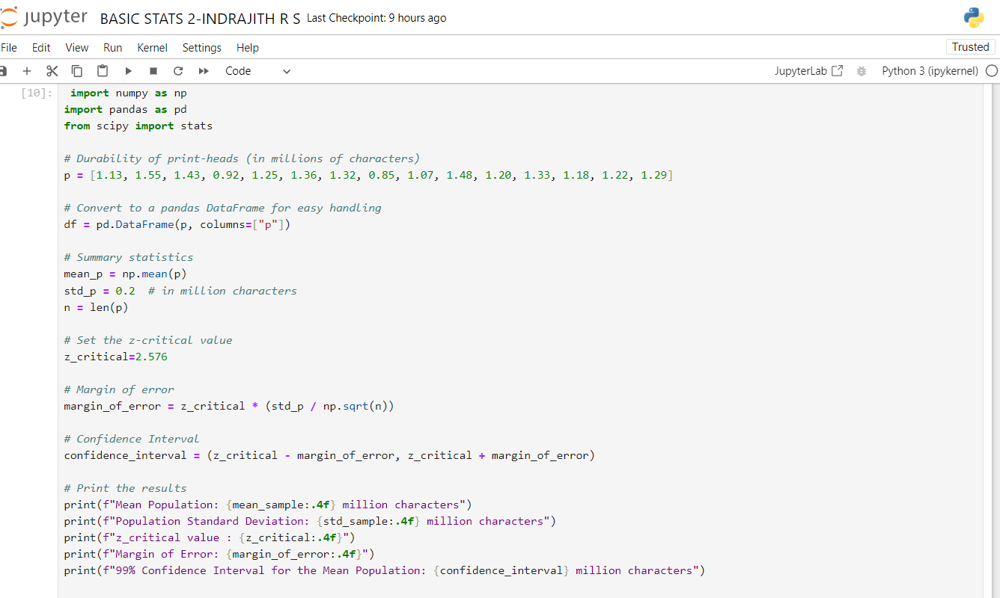 jupyter BASIC STATS 2-INDRAJITH R S Last Checkpoint: 9 hours ago
File Edit View Run Kernel Settings Help Trusted
Code JupyterLab Python 3 (ipykernel)
[10]: import numpy as np
import pandas as pd
from scipy import stats
# Durability of print-heads (in millions of characters)
p = [1.13, 1.55, 1.43, 0.92, 1.25, 1.36, 1.32, 0.85, 1.07, 1.48, 1.20, 1.33, 1.18, 1.22, 1.29]
# Convert to a pandas DataFrame for easy handling
df = pd.DataFrame(p, columns=["p"])
# Summary statistics
mean_p = np.mean(p)
std_p = 0.2  # in million characters
n = len(p)
# Set the z-critical value
z_critical=2.576
# Margin of error
margin_of_error = z_critical * (std_p / np.sqrt(n))
# Confidence Interval
confidence_interval = (z_critical - margin_of_error, z_critical + margin_of_error)
# Print the results
print(f"Mean Population: {mean_sample:.4f} million characters")
print(f"Population Standard Deviation: {std_sample:.4f} million characters")
print(f"z_critical value : {z_critical:.4f}")
print(f"Margin of Error: {margin_of_error:.4f}")
print(f"99% Confidence Interval for the Mean Population: {confidence_interval} million characters")